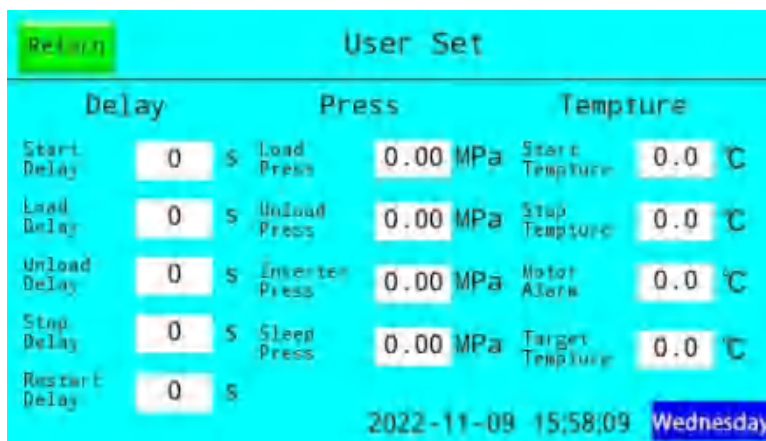 Return
User Set
Delay Press Tempture
Start Delay 0 s Load Press 0.00 MPa Start Tempture 0.0 ℃
Load Delay 0 s Unload Press 0.00 MPa Stop Tempture 0.0 ℃
Unload Delay 0 s Inverter Press 0.00 MPa Motor Alarm 0.0 ℃
Stop Delay 0 s Sleep Press 0.00 MPa Target Tempture 0.0 ℃
Restart Delay 0 s
2022-11-09 15:58:09 Wednesday